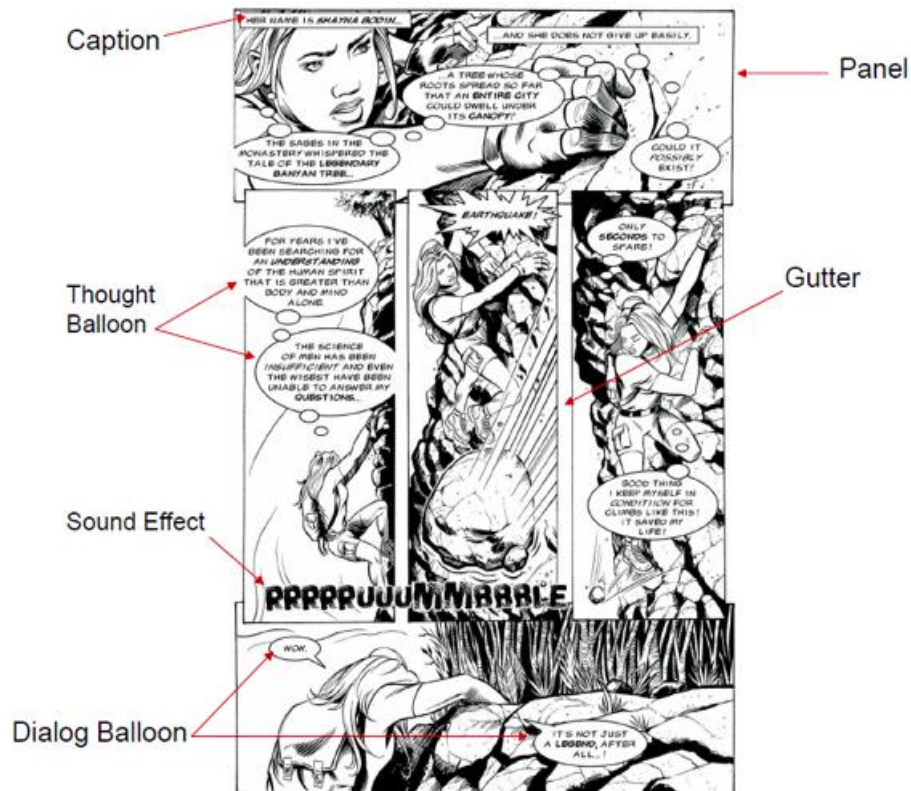 Caption
HER NAME IS SHAYNA BODIN...
...AND SHE DOES NOT GIVE UP EASILY.
Panel
THE SAGES IN THE
MONASTERY WHISPERED THE
TALE OF THE LEGENDARY
BANYAN TREE...
...A TREE WHOSE
ROOTS SPREAD SO FAR
THAT AN ENTIRE CITY
COULD DWELL UNDER
ITS CANOPY?
COULD IT
POSSIBLY
EXIST?
Thought
Balloon
FOR YEARS I'VE
BEEN SEARCHING FOR
AN UNDERSTANDING
OF THE HUMAN SPIRIT
THAT IS GREATER THAN
BODY AND MIND
ALONE.
THE SCIENCE
OF MEN HAS BEEN
INSUFFICIENT AND EVEN
THE WISEST HAVE BEEN
UNABLE TO ANSWER MY
QUESTIONS...
EARTHQUAKE!
ONLY
SECONDS TO
SPARE!
Gutter
GOOD THING
I KEEP MYSELF IN
CONDITION FOR
CLIMBS LIKE THIS!
IT SAVED MY
LIFE!
Sound Effect
RRRRRUUUMMBBBLE
WOW.
Dialog Balloon
IT'S NOT JUST
A LEGEND, AFTER
ALL...!